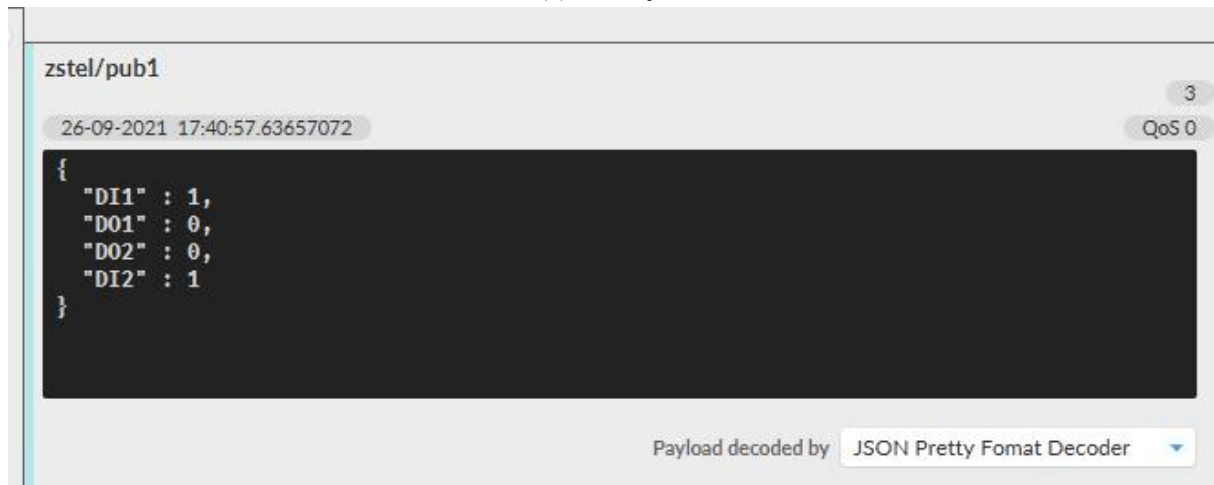 zstel/pub1
3
26-09-2021 17:40:57.63657072
QoS 0
{
"DI1" : 1,
"DO1" : 0,
"DO2" : 0,
"DI2" : 1
}
Payload decoded by JSON Pretty Fomat Decoder